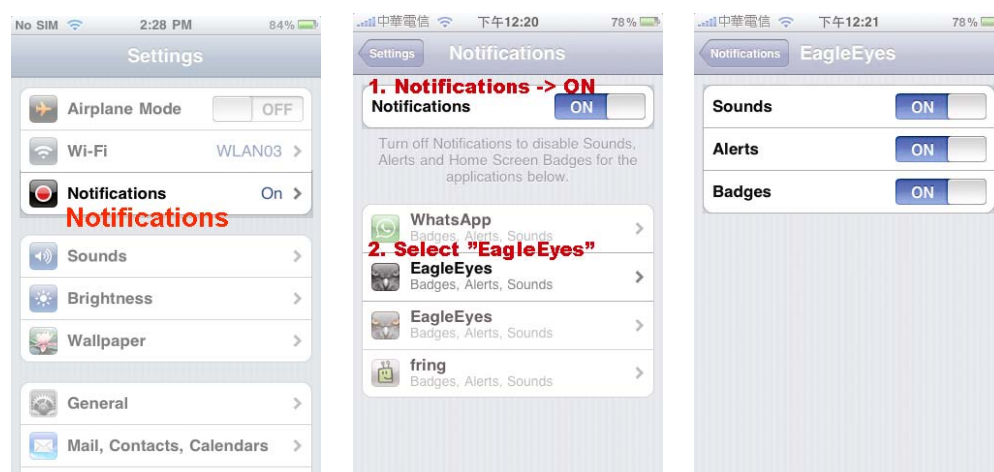 No SIM 2:28 PM 84%
Settings
Airplane Mode OFF
Wi-Fi WLAN03
Notifications On
Notifications
Sounds
Brightness
Wallpaper
General
Mail, Contacts, Calendars
中華電信 下午12:20 78%
Settings Notifications
1. Notifications -> ON
Notifications ON
Turn off Notifications to disable Sounds,
Alerts and Home Screen Badges for the
applications below.
WhatsApp
Badges, Alerts, Sounds
2. Select "EagleEyes"
EagleEyes
Badges, Alerts, Sounds
EagleEyes
Badges, Alerts, Sounds
fring
Badges, Alerts, Sounds
中華電信 下午12:21 78%
Notifications EagleEyes
Sounds ON
Alerts ON
Badges ON